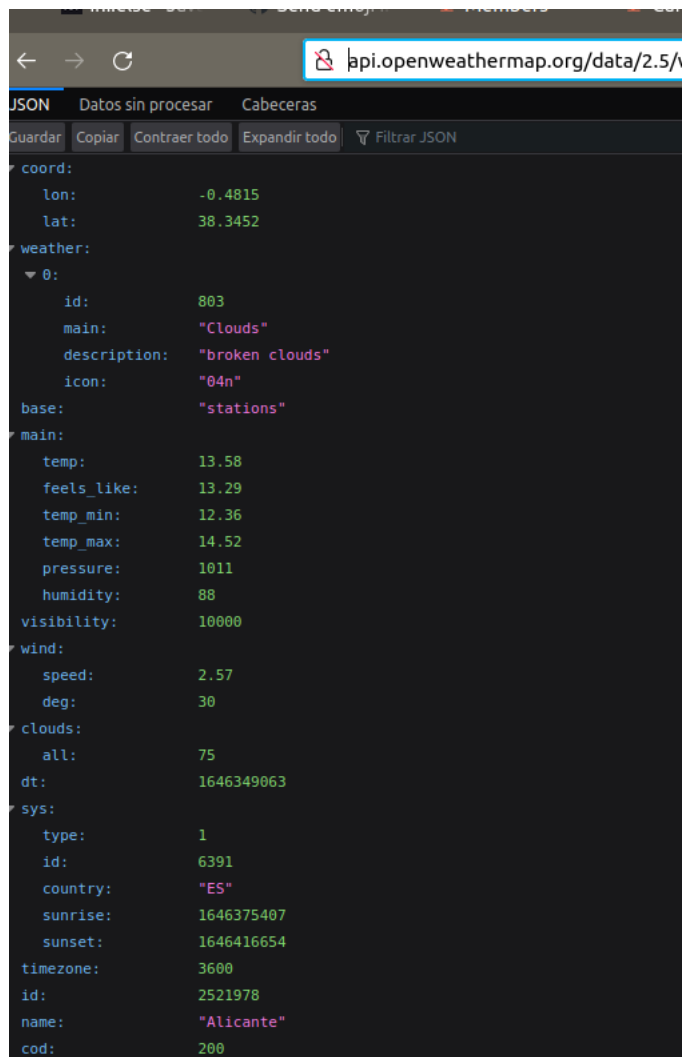 api.openweathermap.org/data/2.5/
JSON Datos sin procesar Cabeceras
Guardar Copiar Contraer todo Expandir todo Filtrar JSON
coord:
lon: -0.4815
lat: 38.3452
weather:
0:
id: 803
main: "Clouds"
description: "broken clouds"
icon: "04n"
base: "stations"
main:
temp: 13.58
feels_like: 13.29
temp_min: 12.36
temp_max: 14.52
pressure: 1011
humidity: 88
visibility: 10000
wind:
speed: 2.57
deg: 30
clouds:
all: 75
dt: 1646349063
sys:
type: 1
id: 6391
country: "ES"
sunrise: 1646375407
sunset: 1646416654
timezone: 3600
id: 2521978
name: "Alicante"
cod: 200